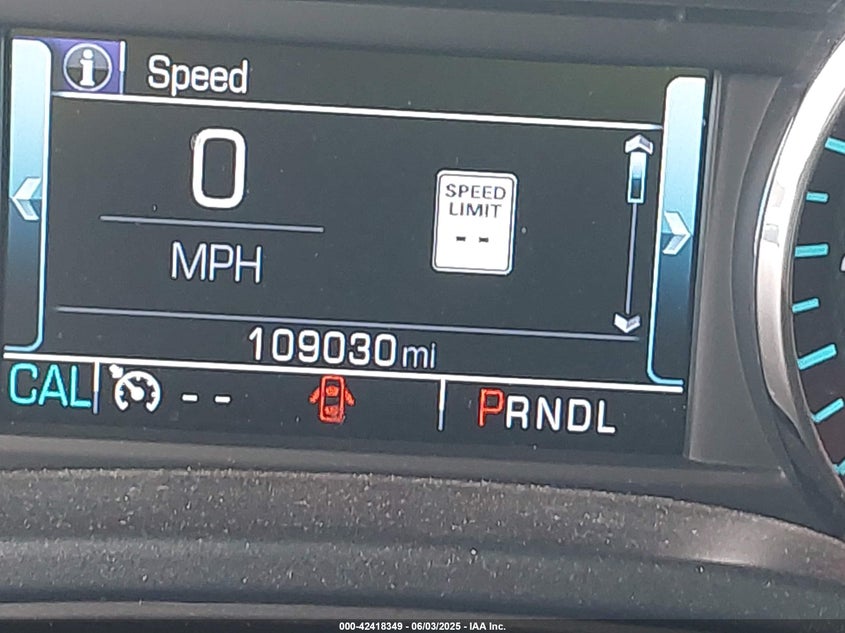 Speed
0
MPH
SPEED
LIMIT
--
109030 mi
CAL -- PRNDL
000-42418349 - 06/03/2025 - IAA Inc.